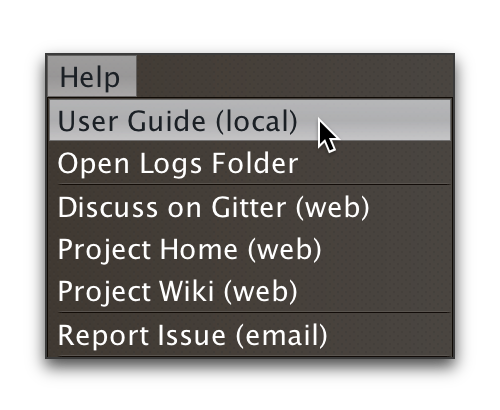 Help
User Guide (local)
Open Logs Folder
Discuss on Gitter (web)
Project Home (web)
Project Wiki (web)
Report Issue (email)